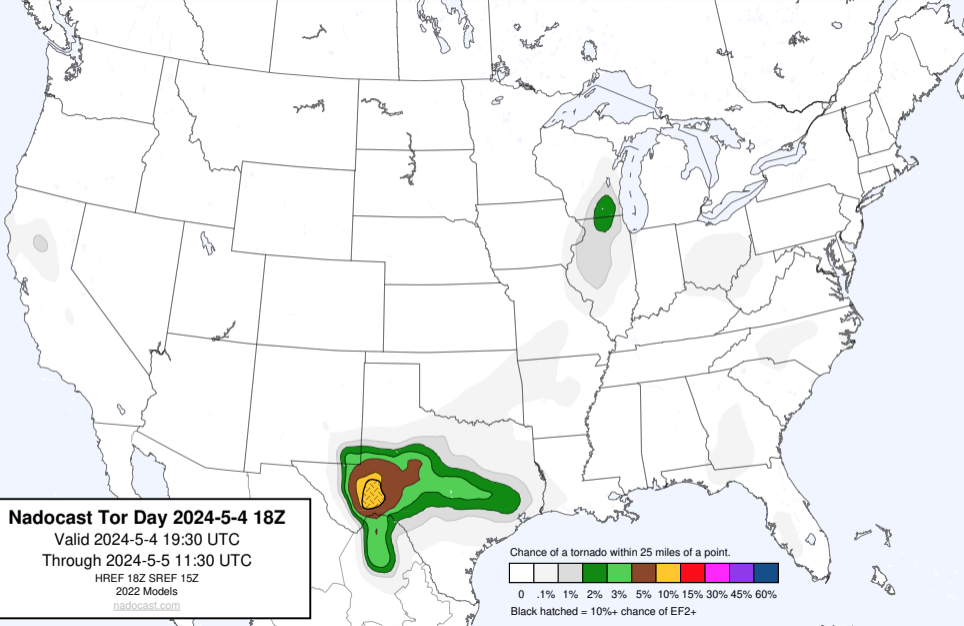 Nadocast Tor Day 2024-5-4 18Z
Valid 2024-5-4 19:30 UTC
Through 2024-5-5 11:30 UTC
HREF 18Z SREF 15Z
2022 Models
nadocast.com
Chance of a tornado within 25 miles of a point.
0 .1% 1% 2% 3% 5% 10% 15% 30% 45% 60%
Black hatched = 10%+ chance of EF2+